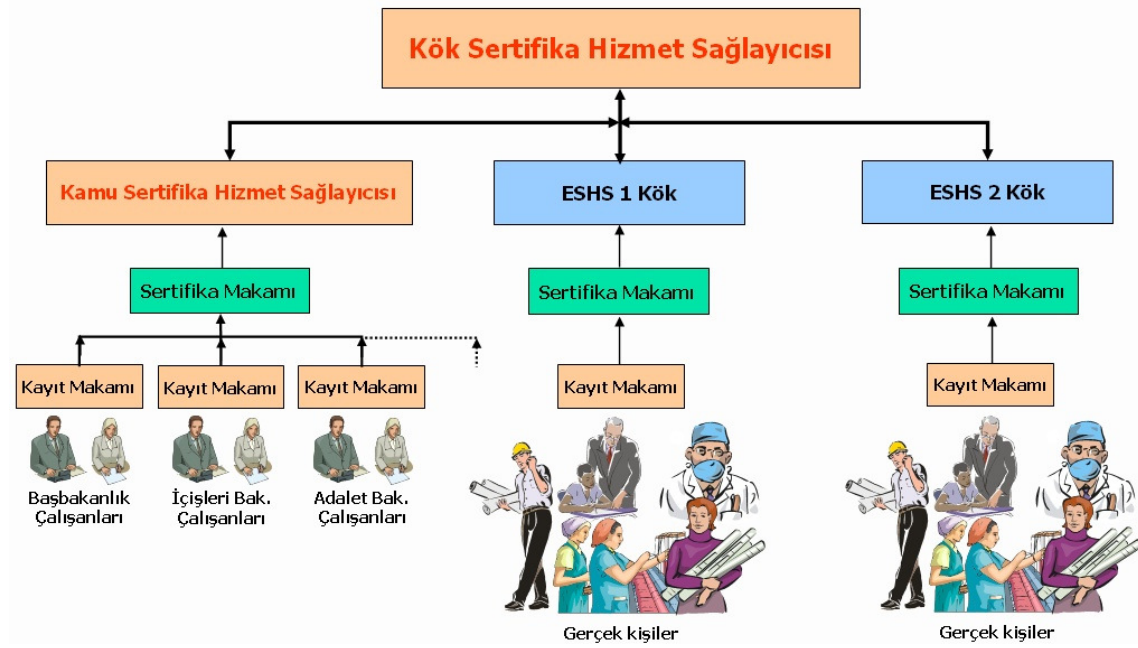 Kök Sertifika Hizmet Sağlayıcısı
Kamu Sertifika Hizmet Sağlayıcısı
ESHS 1 Kök
ESHS 2 Kök
Sertifika Makamı
Sertifika Makamı
Sertifika Makamı
Kayıt Makamı
Kayıt Makamı
Kayıt Makamı
Kayıt Makamı
Kayıt Makamı
Başbakanlık
Çalışanları
İçişleri Bak.
Çalışanları
Adalet Bak.
Çalışanları
Gerçek kişiler
Gerçek kişiler